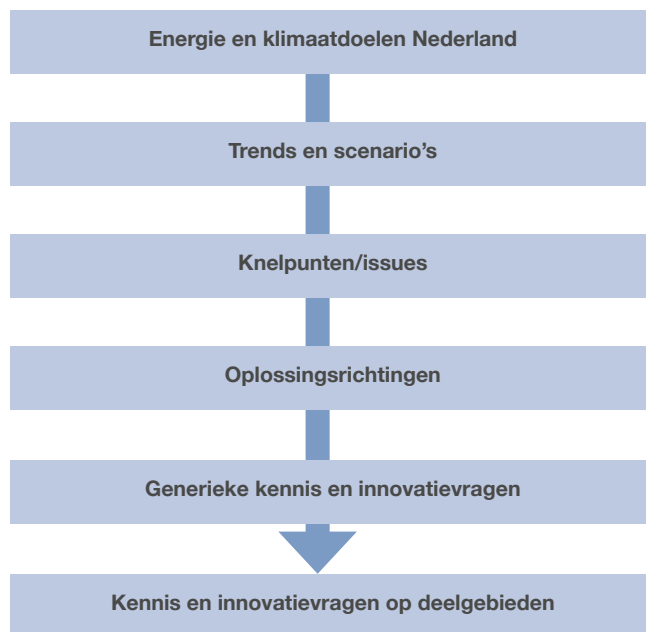 Energie en klimaatdoelen Nederland
Trends en scenario’s
Knelpunten/issues
Oplossingsrichtingen
Generieke kennis en innovatievragen
Kennis en innovatievragen op deelgebieden